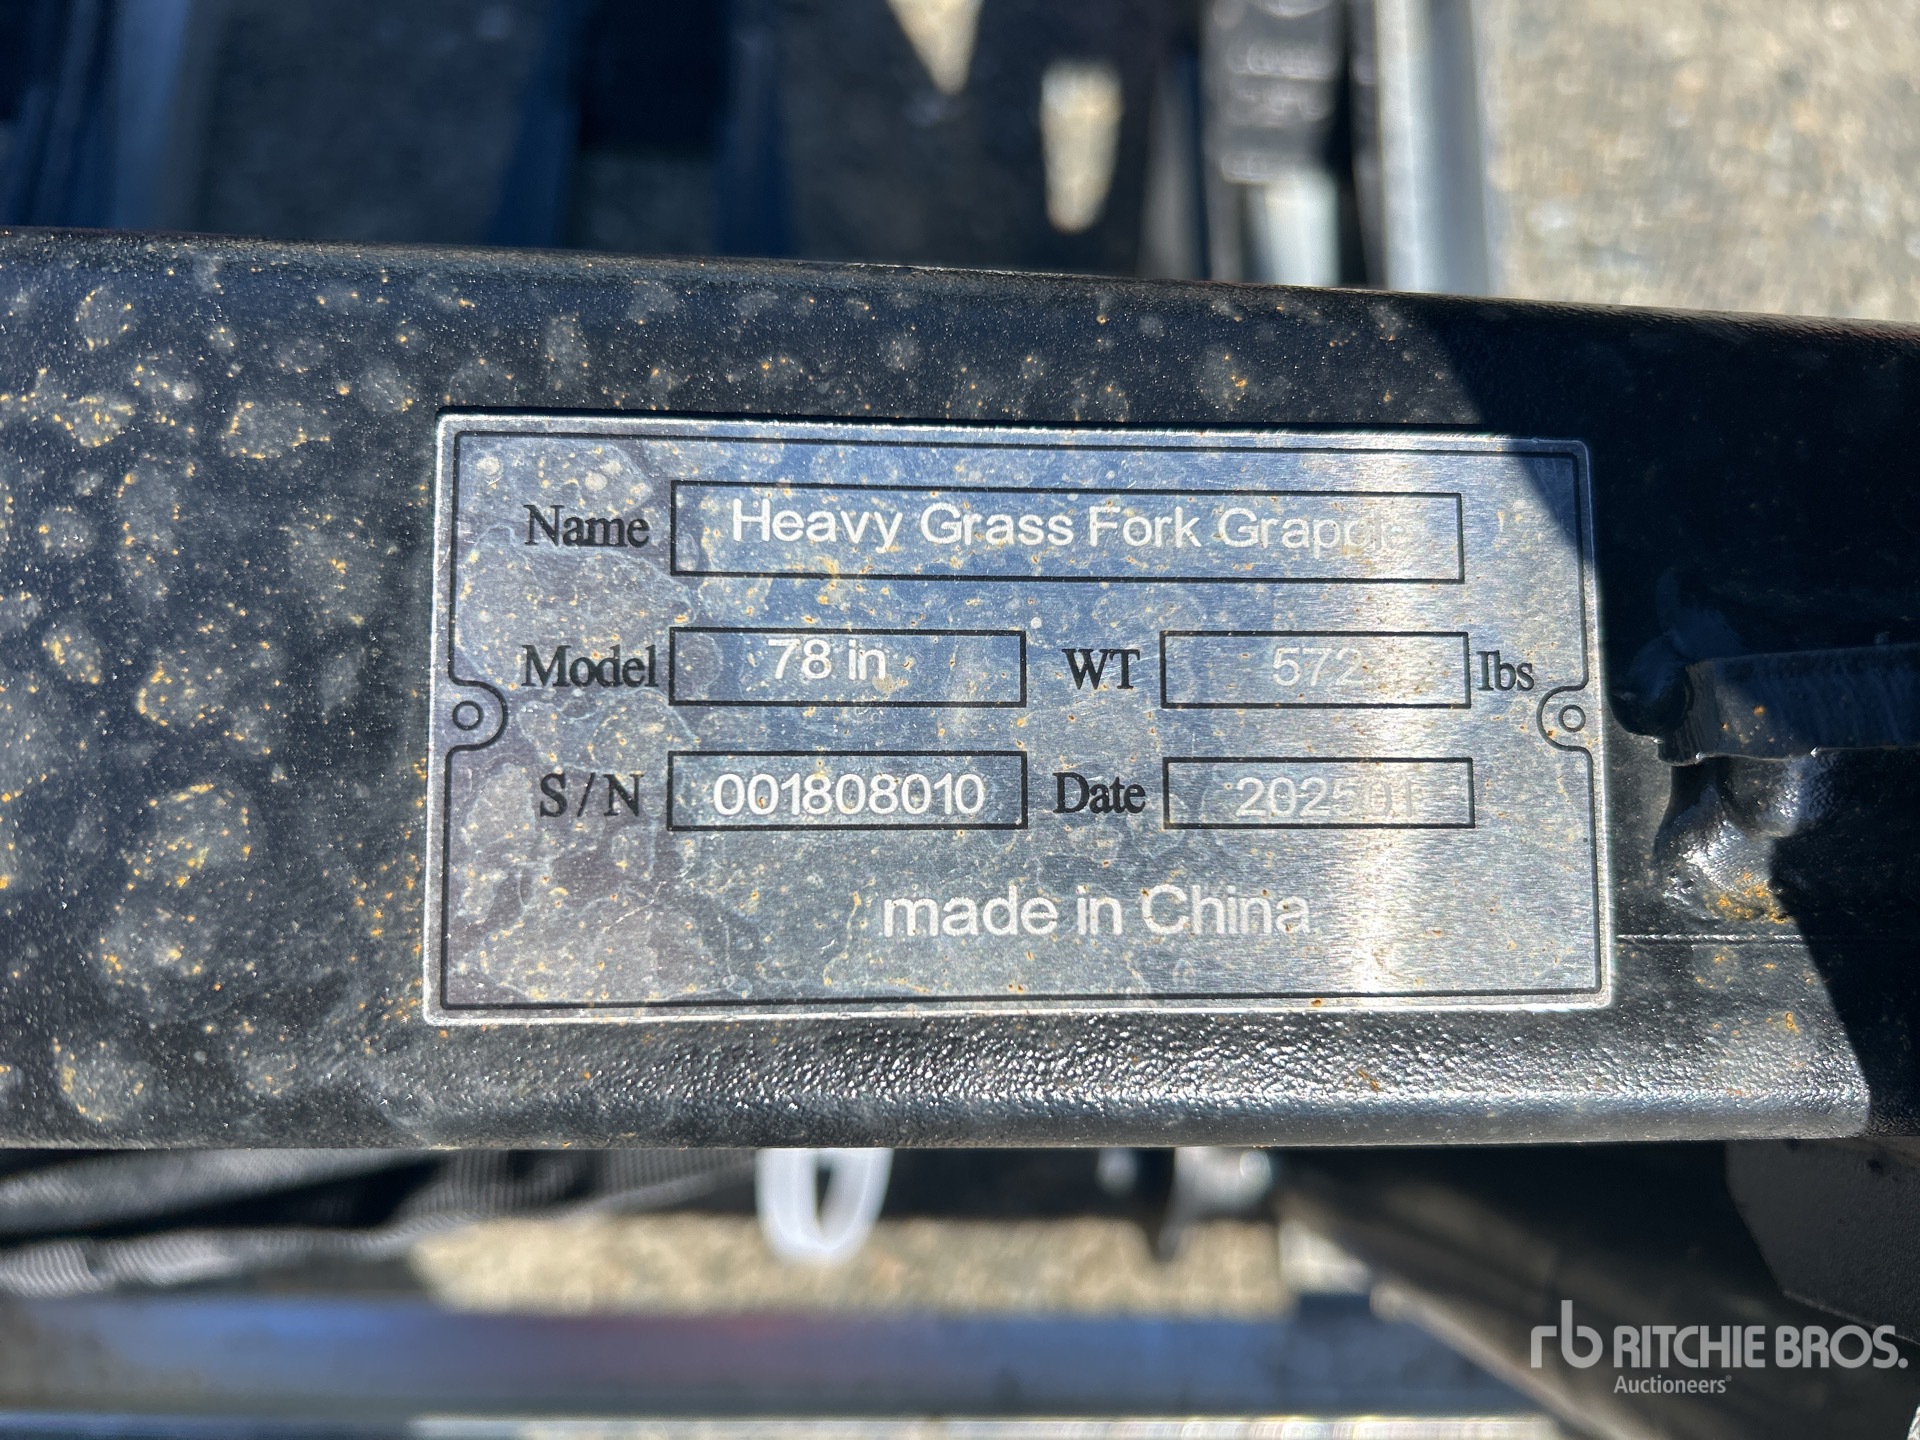 Name Heavy Grass Fork Grapple
Model 78 in WT 572 Ibs
S/N 001808010 Date 202501
made in China
rb RITCHIE BROS.
Auctioneers